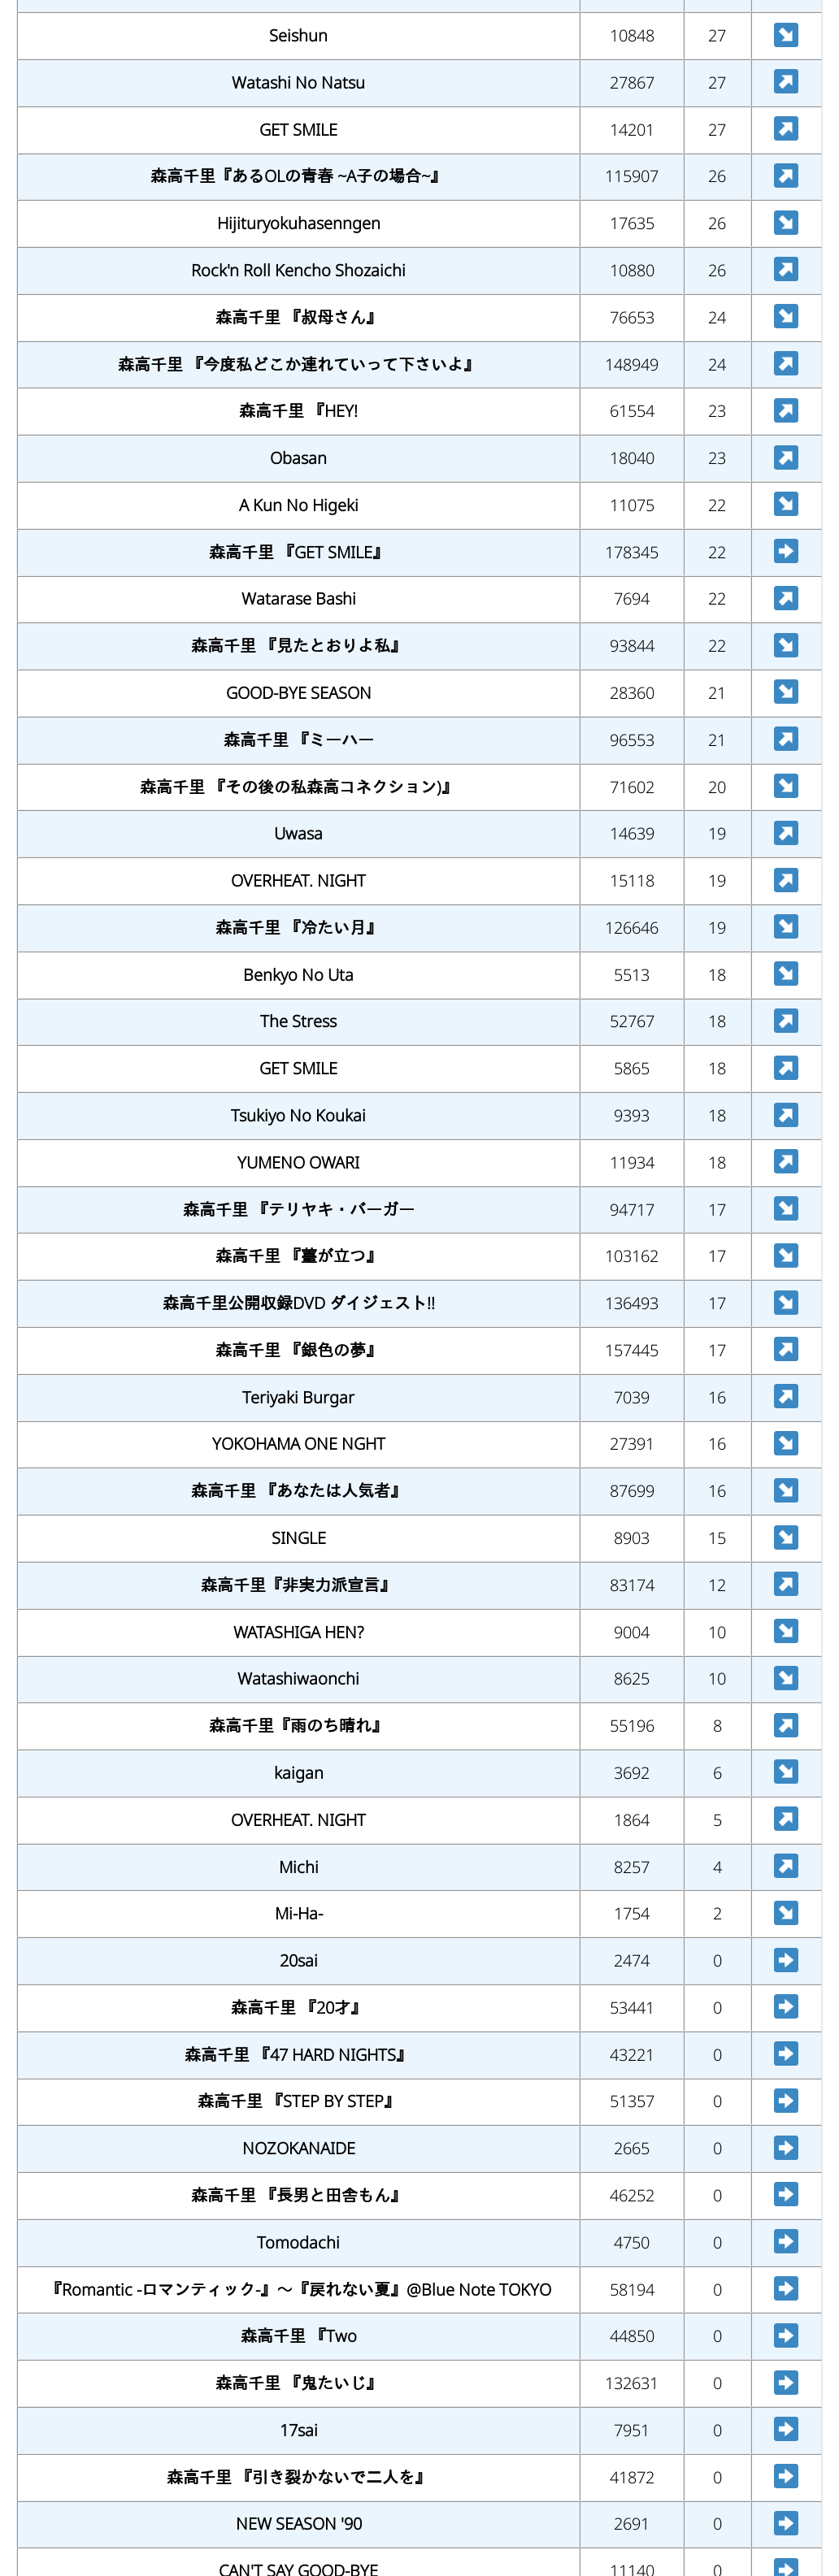 Seishun 10848 27 ↘
Watashi No Natsu 27867 27 ↗
GET SMILE 14201 27 ↗
森高千里『あるOLの青春 ~A子の場合~』 115907 26 ↗
Hijituryokuhasenngen 17635 26 ↘
Rock'n Roll Kencho Shozaichi 10880 26 ↗
森高千里 『叔母さん』 76653 24 ↘
森高千里 『今度私どこか連れていって下さいよ』 148949 24 ↗
森高千里 『HEY! 61554 23 ↗
Obasan 18040 23 ↗
A Kun No Higeki 11075 22 ↘
森高千里 『GET SMILE』 178345 22 ➡
Watarase Bashi 7694 22 ↗
森高千里 『見たとおりよ私』 93844 22 ↘
GOOD-BYE SEASON 28360 21 ↘
森高千里 『ミーハー 96553 21 ↗
森高千里 『その後の私森高コネクション)』 71602 20 ↘
Uwasa 14639 19 ↗
OVERHEAT. NIGHT 15118 19 ↗
森高千里 『冷たい月』 126646 19 ↘
Benkyo No Uta 5513 18 ↘
The Stress 52767 18 ↗
GET SMILE 5865 18 ↗
Tsukiyo No Koukai 9393 18 ↗
YUMENO OWARI 11934 18 ↗
森高千里 『テリヤキ・バーガー 94717 17 ↘
森高千里 『薹が立つ』 103162 17 ↘
森高千里公開収録DVD ダイジェスト!! 136493 17 ↘
森高千里 『銀色の夢』 157445 17 ↗
Teriyaki Burgar 7039 16 ↗
YOKOHAMA ONE NGHT 27391 16 ↘
森高千里 『あなたは人気者』 87699 16 ↘
SINGLE 8903 15 ↘
森高千里『非実力派宣言』 83174 12 ↗
WATASHIGA HEN? 9004 10 ↘
Watashiwaonchi 8625 10 ↘
森高千里『雨のち晴れ』 55196 8 ↗
kaigan 3692 6 ↘
OVERHEAT. NIGHT 1864 5 ↗
Michi 8257 4 ↗
Mi-Ha- 1754 2 ↘
20sai 2474 0 ➡
森高千里 『20才』 53441 0 ➡
森高千里 『47 HARD NIGHTS』 43221 0 ➡
森高千里 『STEP BY STEP』 51357 0 ➡
NOZOKANAIDE 2665 0 ➡
森高千里 『長男と田舎もん』 46252 0 ➡
Tomodachi 4750 0 ➡
『Romantic -ロマンティック-』～『戻れない夏』@Blue Note TOKYO 58194 0 ➡
森高千里 『Two 44850 0 ➡
森高千里 『鬼たいじ』 132631 0 ➡
17sai 7951 0 ➡
森高千里 『引き裂かないで二人を』 41872 0 ➡
NEW SEASON '90 2691 0 ➡
CAN'T SAY GOOD-BYE 11140 0 ➡